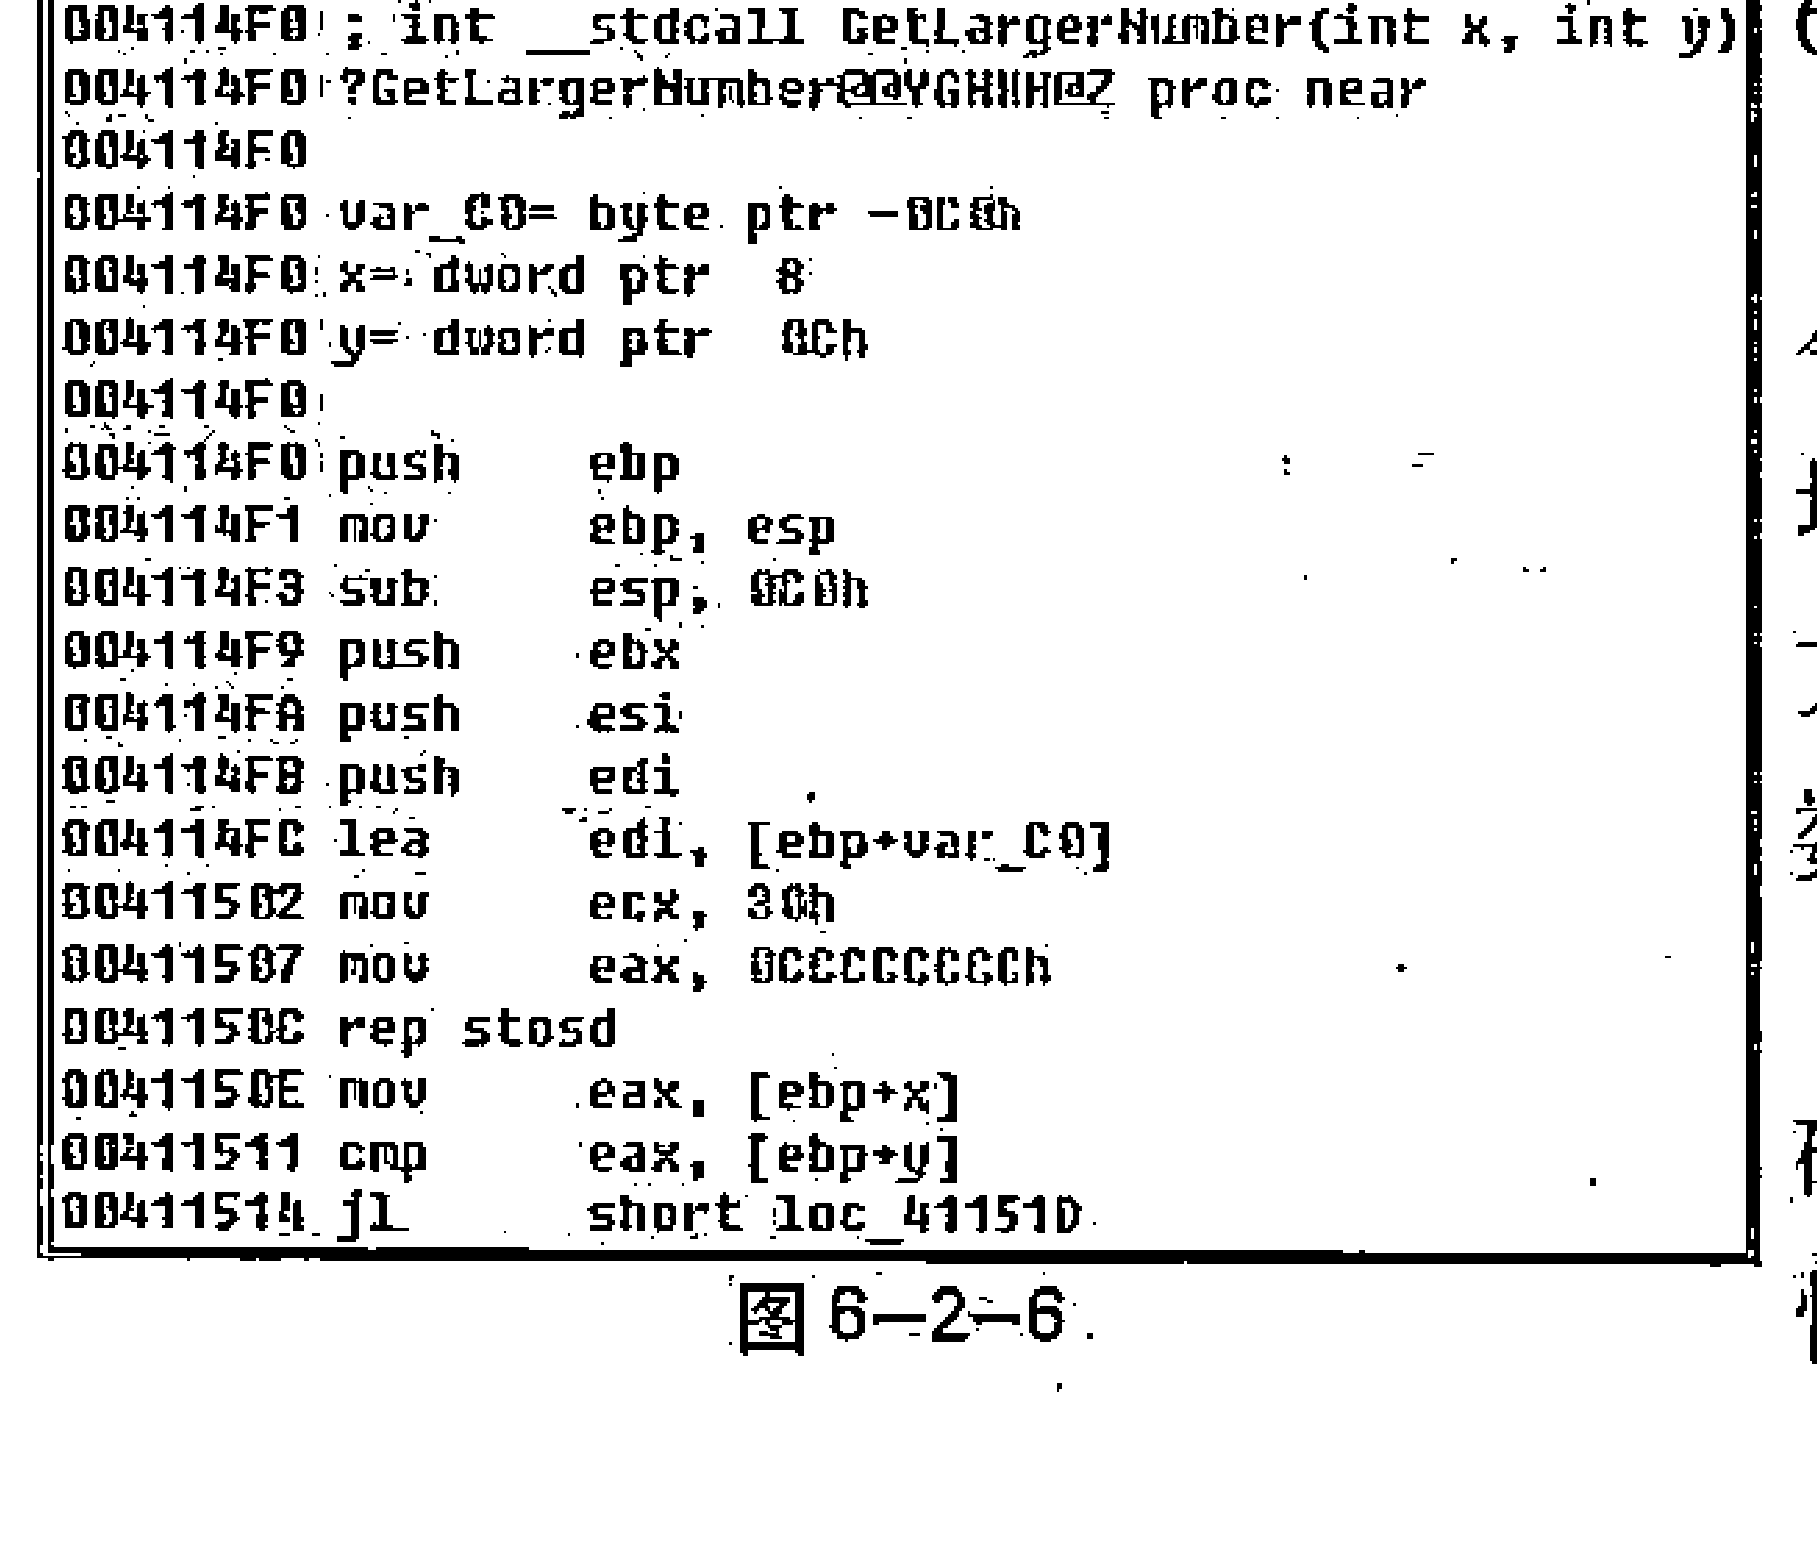 004114F0 ; int __stdcall GetLargerNumber(int x, int y)
004114F0 ?GetLargerNumber@@YGHHH@Z proc near
004114F0
004114F0 var_C0= byte ptr -0C0h
004114F0 x= dword ptr  8
004114F0 y= dword ptr  0Ch
004114F0
004114F0 push    ebp
004114F1 mov     ebp, esp
004114F3 sub     esp, 0C0h
004114F9 push    ebx
004114FA push    esi
004114FB push    edi
004114FC lea     edi, [ebp+var_C0]
00411502 mov     ecx, 30h
00411507 mov     eax, 0CCCCCCCCh
0041150C rep stosd
0041150E mov     eax, [ebp+x]
00411511 cmp     eax, [ebp+y]
00411514 jl      short loc_41151D
图 6-2-6